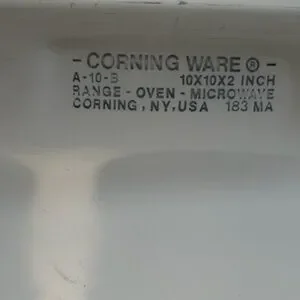 - CORNING WARE ® -
A-10-B 10X10X2 INCH
RANGE - OVEN - MICROWAVE
CORNING, NY, USA 183 MA